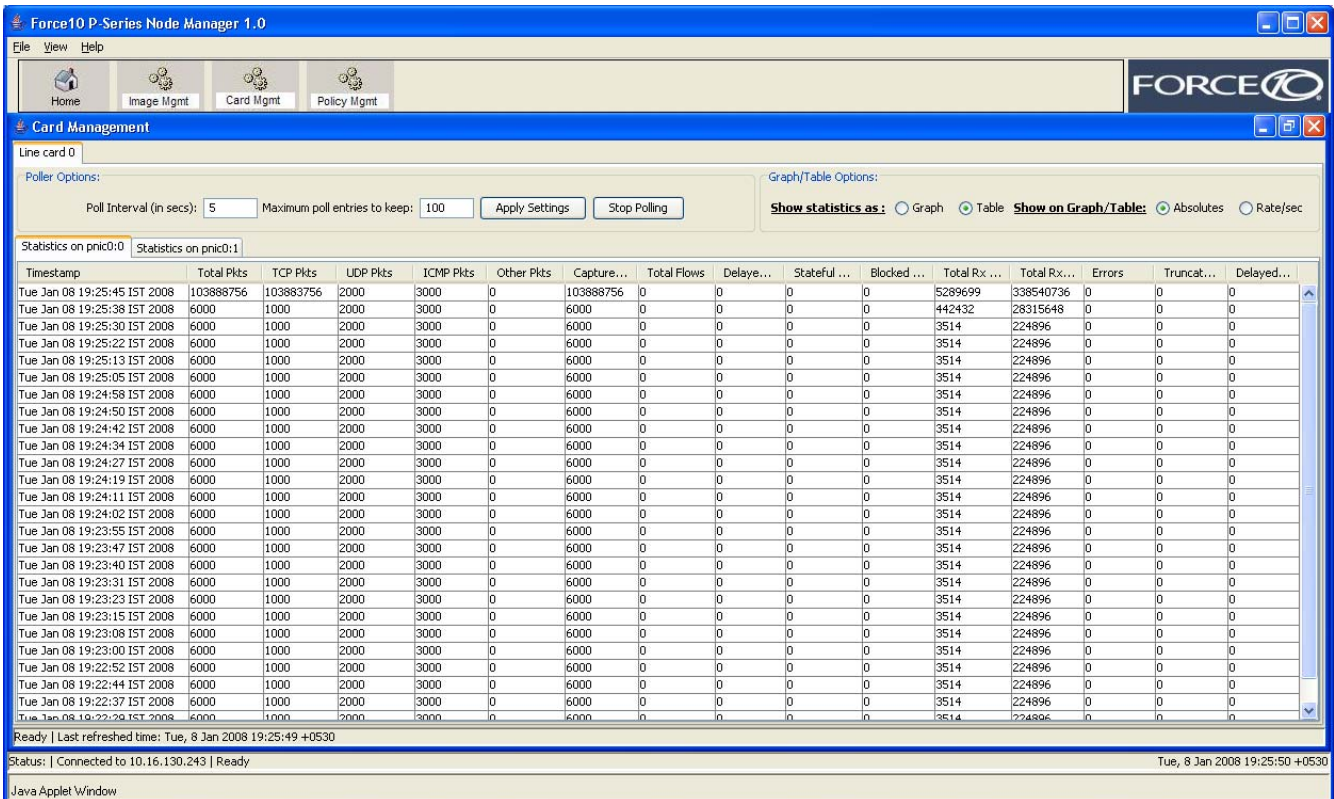 Force10 P-Series Node Manager 1.0
File View Help
Home Image Mgmt Card Mgmt Policy Mgmt
FORCE10
Card Management
Line card 0
Poller Options: Graph/Table Options:
Poll Interval (in secs): 5 Maximum poll entries to keep: 100 Apply Settings Stop Polling Show statistics as : Graph Table Show on Graph/Table: Absolutes Rate/sec
Statistics on pnic0:0 Statistics on pnic0:1
Timestamp Total Pkts TCP Pkts UDP Pkts ICMP Pkts Other Pkts Capture... Total Flows Delaye... Stateful ... Blocked ... Total Rx ... Total Rx... Errors Truncat... Delayed...
Tue Jan 08 19:25:45 IST 2008 103888756 103883756 2000 3000 0 103888756 0 0 0 0 5289699 338540736 0 0 0
Tue Jan 08 19:25:38 IST 2008 6000 1000 2000 3000 0 6000 0 0 0 0 442432 28315648 0 0 0
Tue Jan 08 19:25:30 IST 2008 6000 1000 2000 3000 0 6000 0 0 0 0 3514 224896 0 0 0
Tue Jan 08 19:25:22 IST 2008 6000 1000 2000 3000 0 6000 0 0 0 0 3514 224896 0 0 0
Tue Jan 08 19:25:13 IST 2008 6000 1000 2000 3000 0 6000 0 0 0 0 3514 224896 0 0 0
Tue Jan 08 19:25:05 IST 2008 6000 1000 2000 3000 0 6000 0 0 0 0 3514 224896 0 0 0
Tue Jan 08 19:24:58 IST 2008 6000 1000 2000 3000 0 6000 0 0 0 0 3514 224896 0 0 0
Tue Jan 08 19:24:50 IST 2008 6000 1000 2000 3000 0 6000 0 0 0 0 3514 224896 0 0 0
Tue Jan 08 19:24:42 IST 2008 6000 1000 2000 3000 0 6000 0 0 0 0 3514 224896 0 0 0
Tue Jan 08 19:24:34 IST 2008 6000 1000 2000 3000 0 6000 0 0 0 0 3514 224896 0 0 0
Tue Jan 08 19:24:27 IST 2008 6000 1000 2000 3000 0 6000 0 0 0 0 3514 224896 0 0 0
Tue Jan 08 19:24:19 IST 2008 6000 1000 2000 3000 0 6000 0 0 0 0 3514 224896 0 0 0
Tue Jan 08 19:24:11 IST 2008 6000 1000 2000 3000 0 6000 0 0 0 0 3514 224896 0 0 0
Tue Jan 08 19:24:02 IST 2008 6000 1000 2000 3000 0 6000 0 0 0 0 3514 224896 0 0 0
Tue Jan 08 19:23:55 IST 2008 6000 1000 2000 3000 0 6000 0 0 0 0 3514 224896 0 0 0
Tue Jan 08 19:23:47 IST 2008 6000 1000 2000 3000 0 6000 0 0 0 0 3514 224896 0 0 0
Tue Jan 08 19:23:40 IST 2008 6000 1000 2000 3000 0 6000 0 0 0 0 3514 224896 0 0 0
Tue Jan 08 19:23:31 IST 2008 6000 1000 2000 3000 0 6000 0 0 0 0 3514 224896 0 0 0
Tue Jan 08 19:23:23 IST 2008 6000 1000 2000 3000 0 6000 0 0 0 0 3514 224896 0 0 0
Tue Jan 08 19:23:15 IST 2008 6000 1000 2000 3000 0 6000 0 0 0 0 3514 224896 0 0 0
Tue Jan 08 19:23:08 IST 2008 6000 1000 2000 3000 0 6000 0 0 0 0 3514 224896 0 0 0
Tue Jan 08 19:23:00 IST 2008 6000 1000 2000 3000 0 6000 0 0 0 0 3514 224896 0 0 0
Tue Jan 08 19:22:52 IST 2008 6000 1000 2000 3000 0 6000 0 0 0 0 3514 224896 0 0 0
Tue Jan 08 19:22:44 IST 2008 6000 1000 2000 3000 0 6000 0 0 0 0 3514 224896 0 0 0
Tue Jan 08 19:22:37 IST 2008 6000 1000 2000 3000 0 6000 0 0 0 0 3514 224896 0 0 0
Tue Jan 08 19:22:29 IST 2008 6000 1000 2000 3000 0 6000 0 0 0 0 3514 224896 0 0 0
Ready | Last refreshed time: Tue, 8 Jan 2008 19:25:49 +0530
Status: | Connected to 10.16.130.243 | Ready Tue, 8 Jan 2008 19:25:50 +0530
Java Applet Window